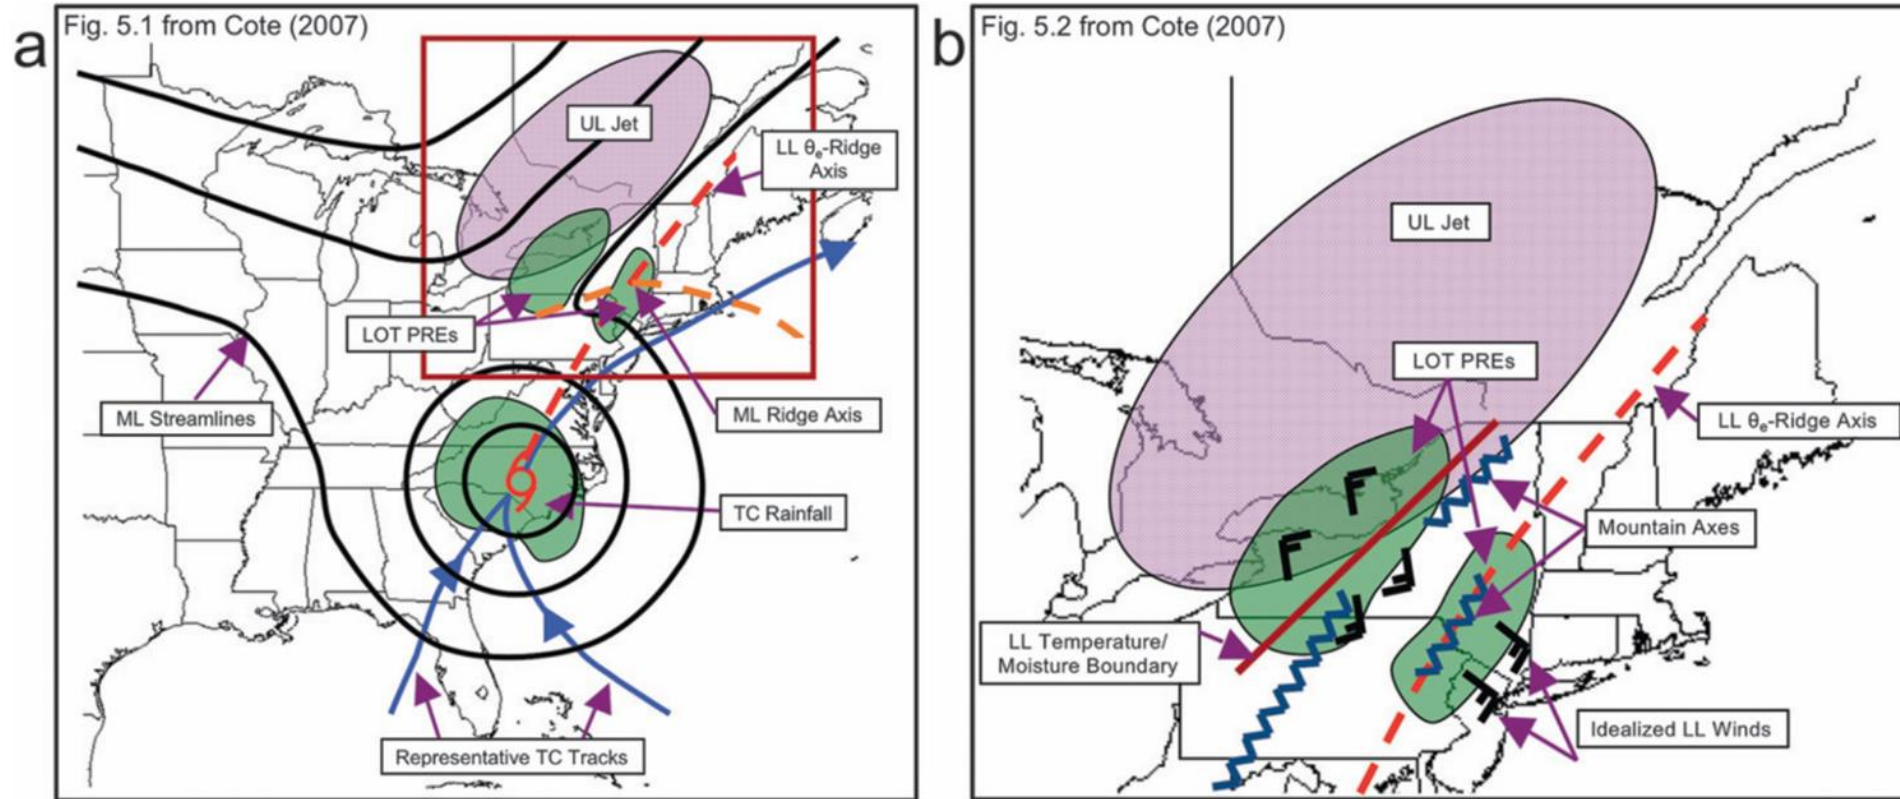 a
Fig. 5.1 from Cote (2007)
UL Jet
LL θe-Ridge
Axis
LOT PREs
ML Streamlines
ML Ridge Axis
TC Rainfall
Representative TC Tracks
b
Fig. 5.2 from Cote (2007)
UL Jet
LOT PREs
LL θe-Ridge Axis
Mountain Axes
LL Temperature/
Moisture Boundary
Idealized LL Winds